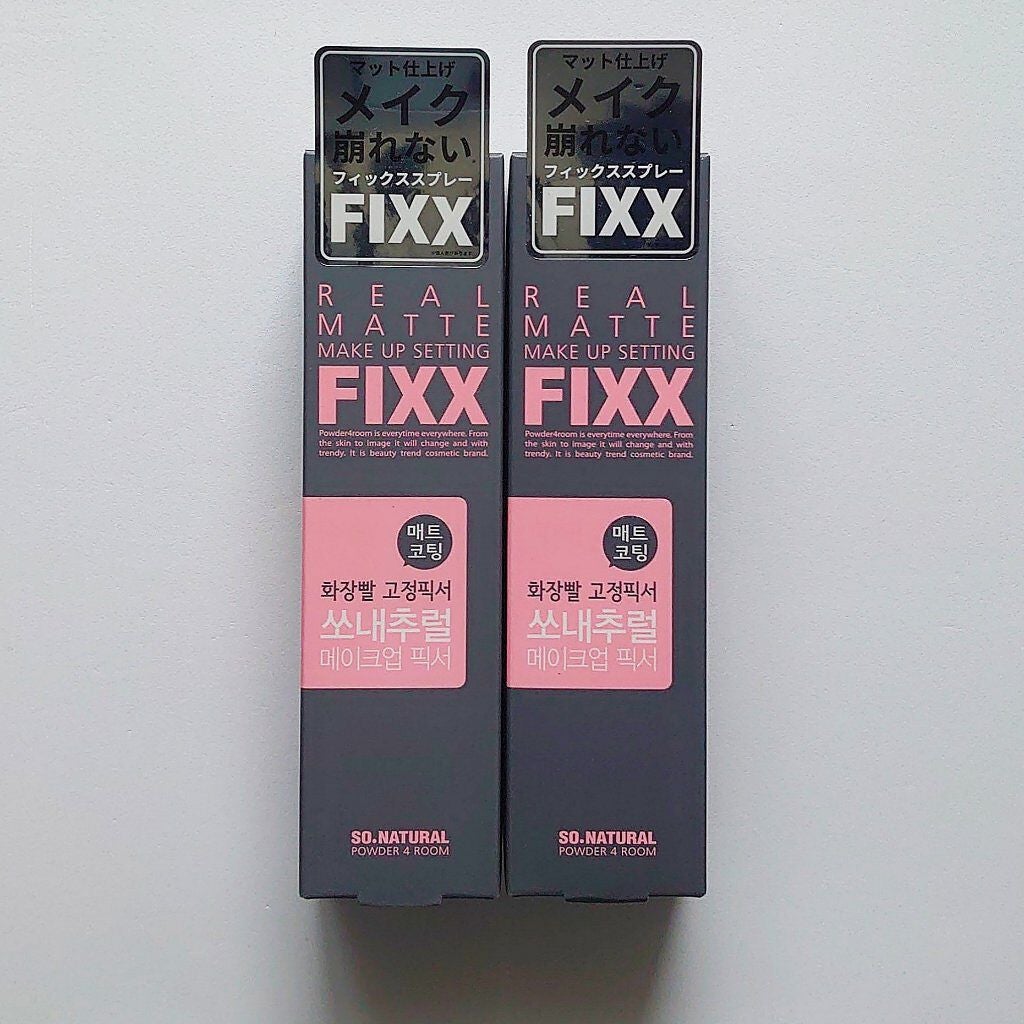 マット仕上げ
メイク
崩れない
フィックススプレー
FIXX
REAL
MATTE
MAKE UP SETTING
FIXX
Powder4room is everytime everywhere. From
the skin to image it will change and with
trendy. It is beauty trend cosmetic brand.
매트
코팅
화장빨 고정픽서
쏘내추럴
메이크업 픽서
SO.NATURAL
POWDER 4 ROOM
マット仕上げ
メイク
崩れない
フィックススプレー
FIXX
REAL
MATTE
MAKE UP SETTING
FIXX
Powder4room is everytime everywhere. From
the skin to image it will change and with
trendy. It is beauty trend cosmetic brand.
매트
코팅
화장빨 고정픽서
쏘내추럴
메이크업 픽서
SO.NATURAL
POWDER 4 ROOM